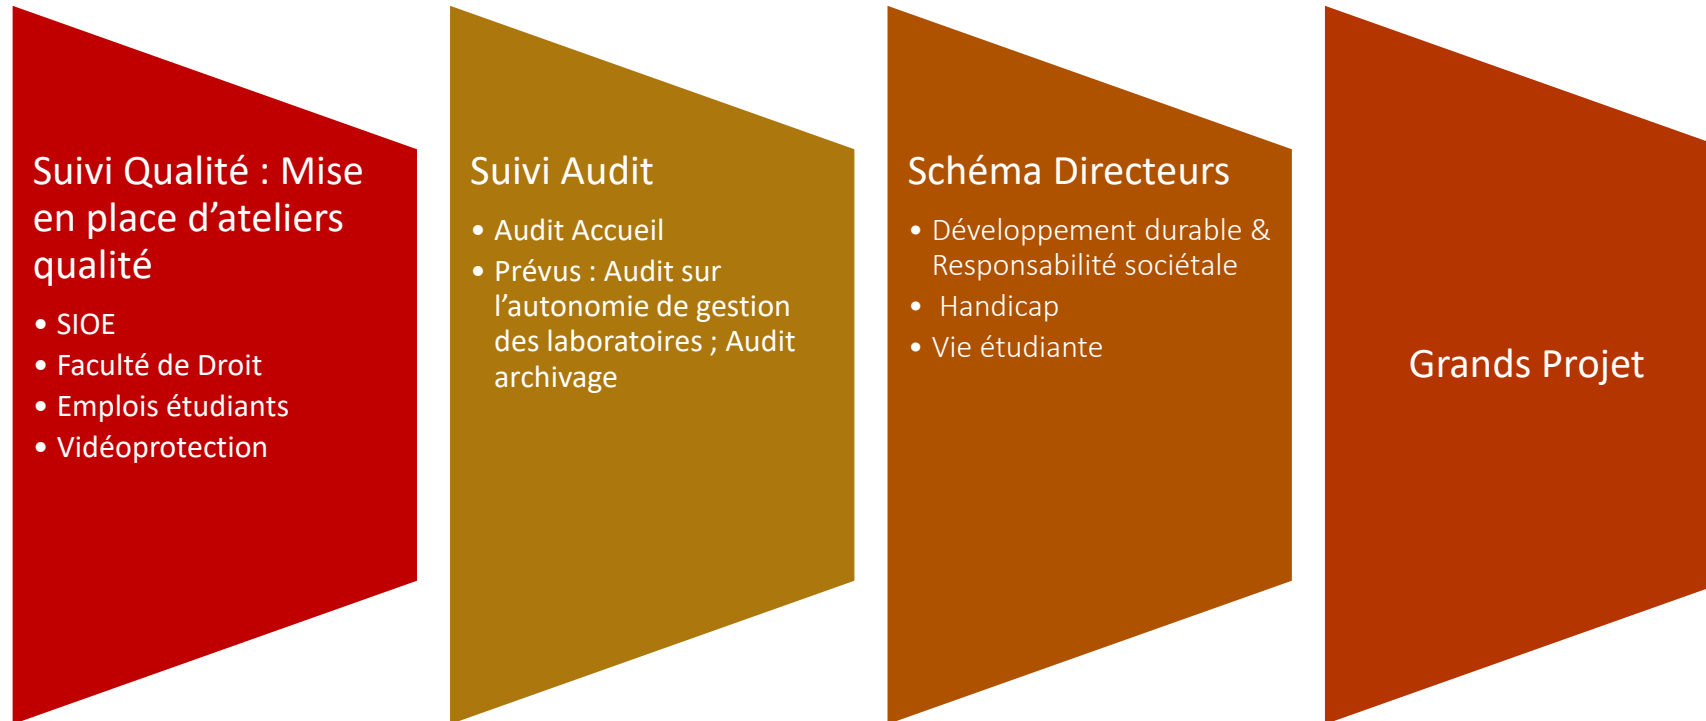 Suivi Qualité : Mise
en place d’ateliers
qualité
• SIOE
• Faculté de Droit
• Emplois étudiants
• Vidéoprotection
Suivi Audit
• Audit Accueil
• Prévus : Audit sur
l’autonomie de gestion
des laboratoires ; Audit
archivage
Schéma Directeurs
• Développement durable &
Responsabilité sociétale
• Handicap
• Vie étudiante
Grands Projet